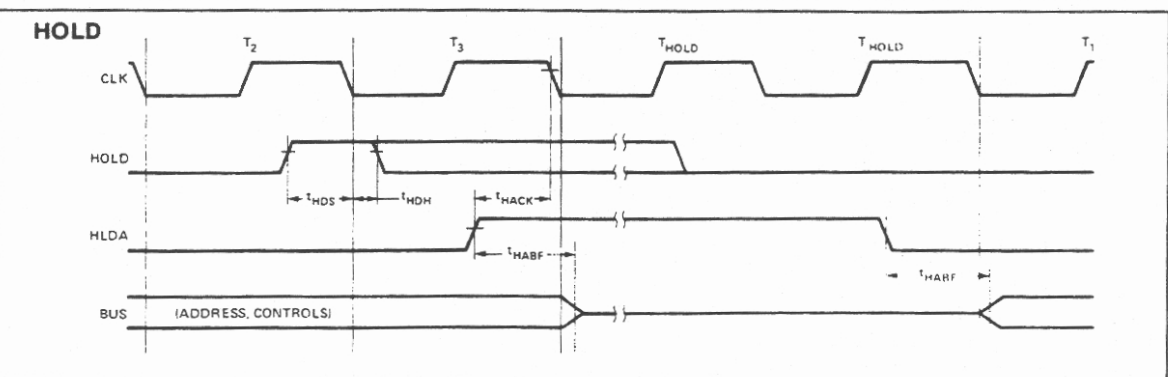 HOLD
T2 T3 THOLD THOLD T1
CLK
HOLD
tHDS tHDH tHACK
HLDA
tHABF tHABF
BUS (ADDRESS, CONTROLS)